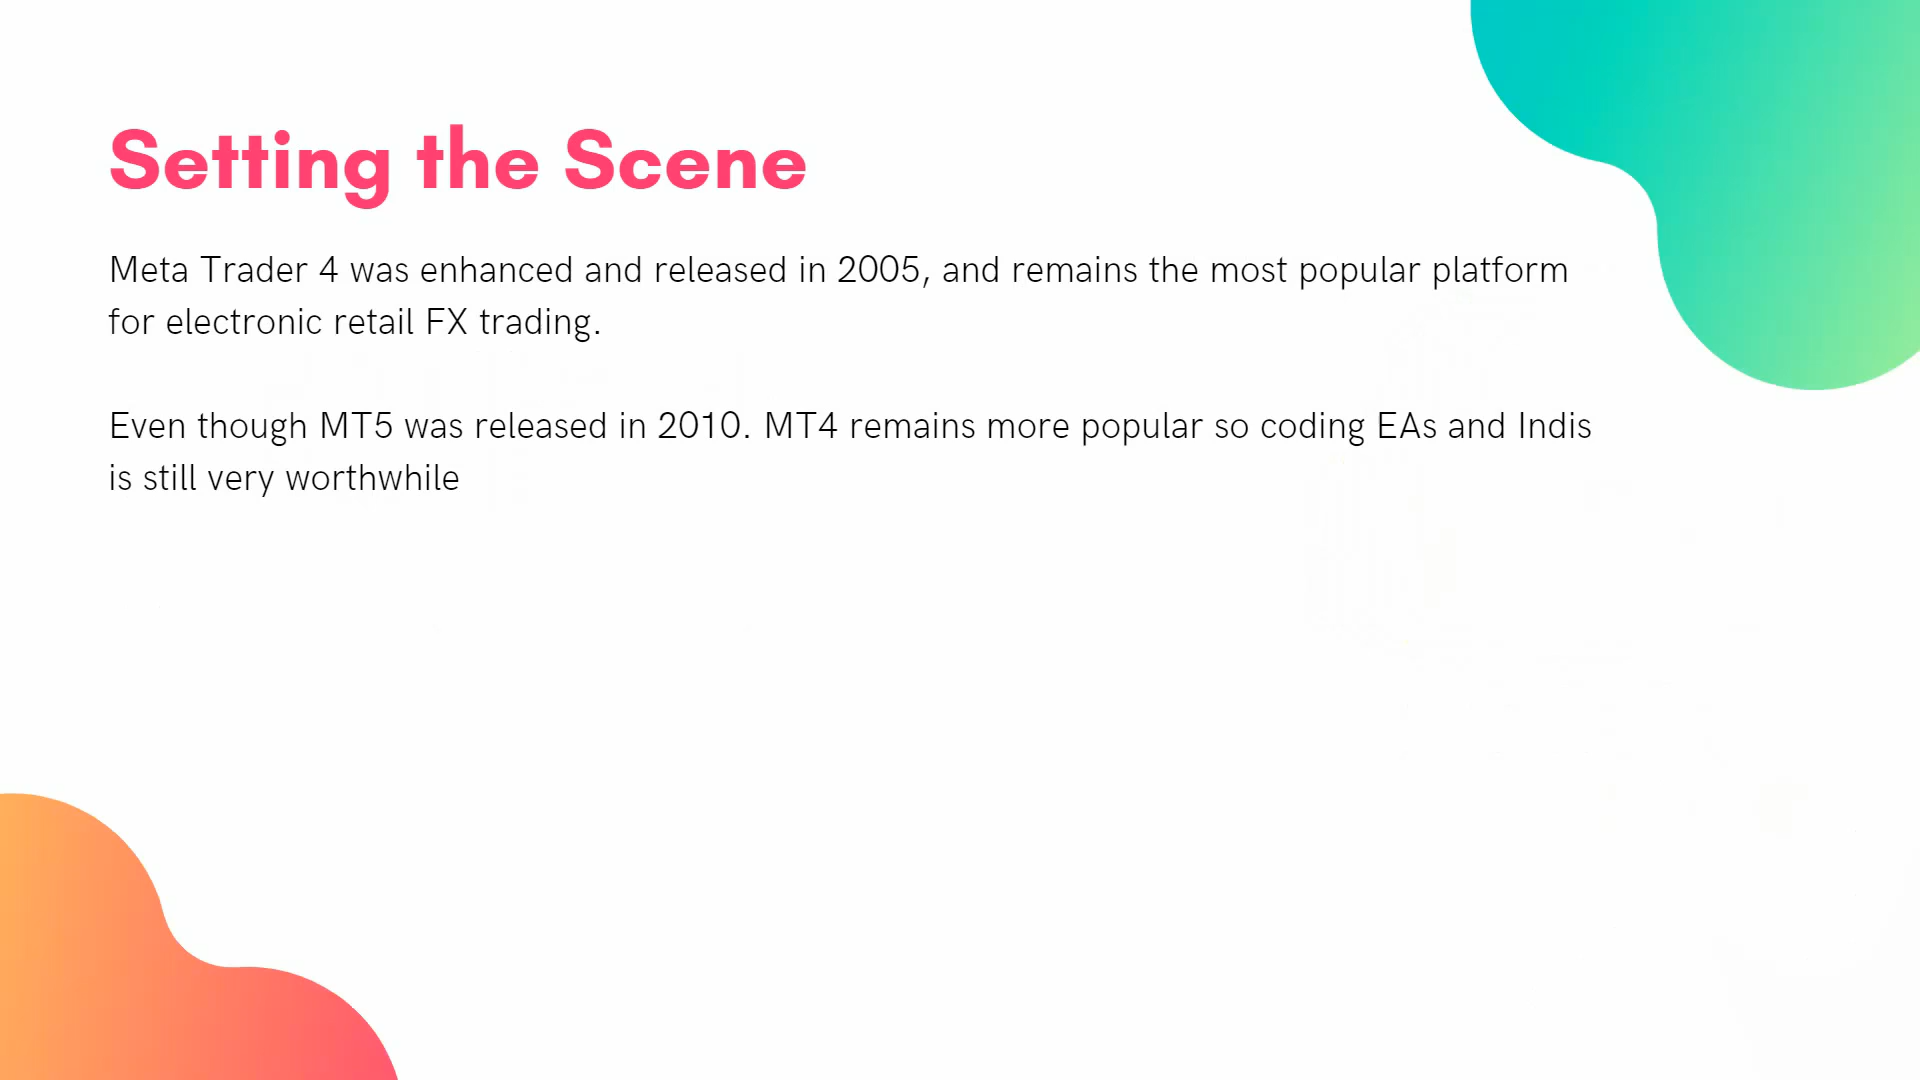 Setting the Scene
Meta Trader 4 was enhanced and released in 2005, and remains the most popular platform
for electronic retail FX trading.
Even though MT5 was released in 2010. MT4 remains more popular so coding EAs and Indis
is still very worthwhile